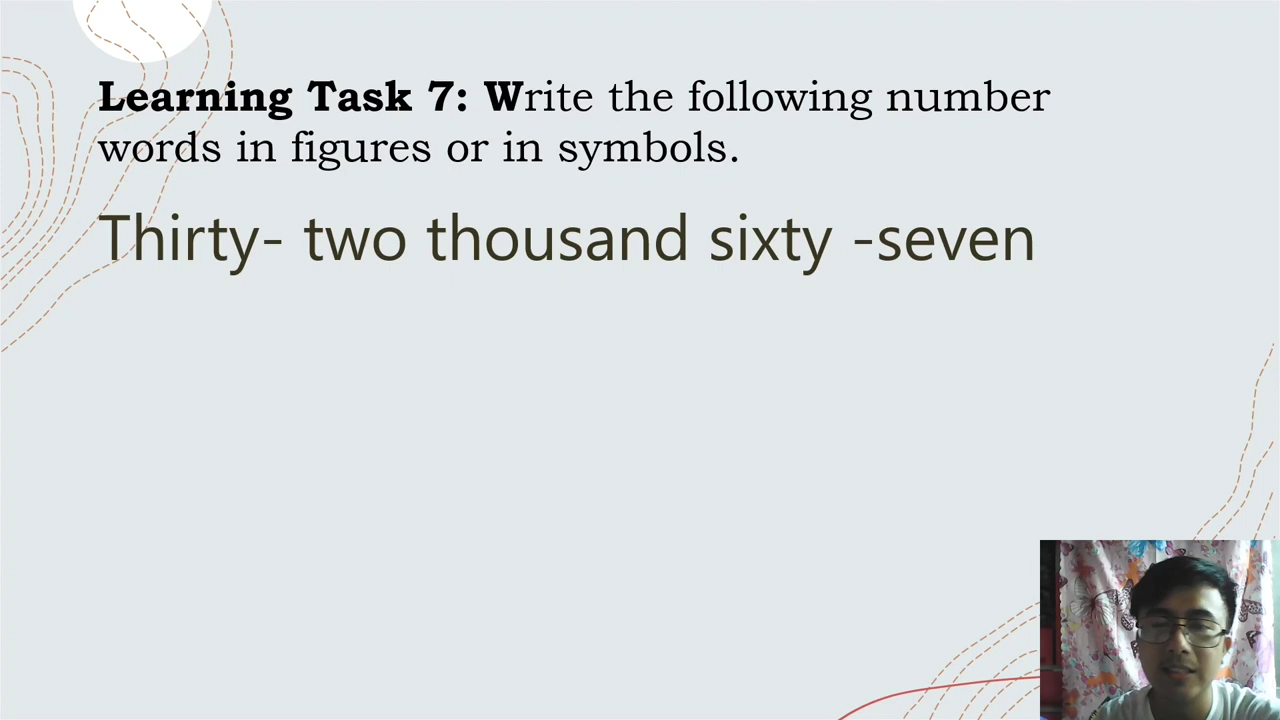 Learning Task 7: Write the following number
words in figures or in symbols.
Thirty- two thousand sixty -seven